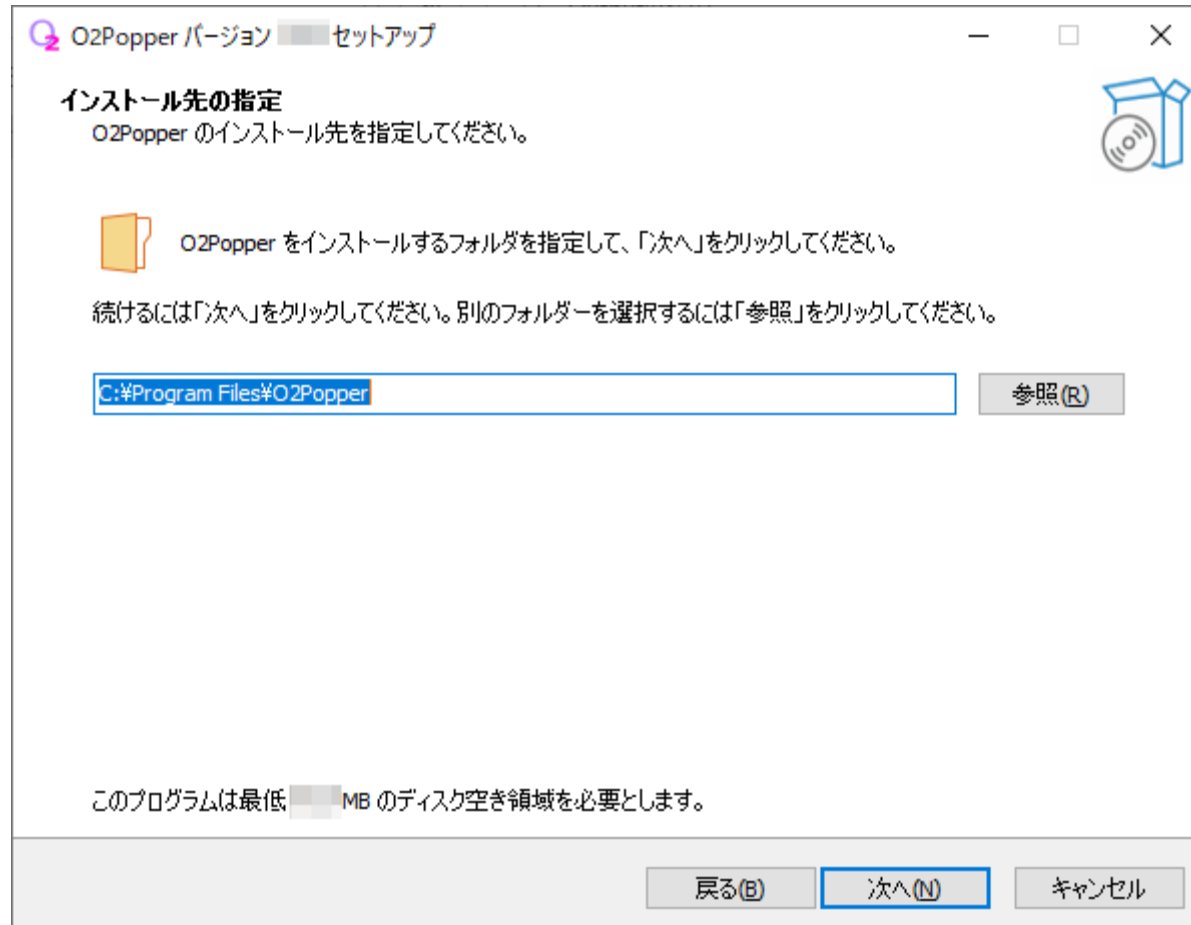 O2Popper バージョン セットアップ
インストール先の指定
O2Popper のインストール先を指定してください。
O2Popper をインストールするフォルダを指定して、「次へ」をクリックしてください。
続けるには「次へ」をクリックしてください。別のフォルダーを選択するには「参照」をクリックしてください。
C:¥Program Files¥O2Popper
参照(R)
このプログラムは最低 MB のディスク空き領域を必要とします。
戻る(B)
次へ(N)
キャンセル